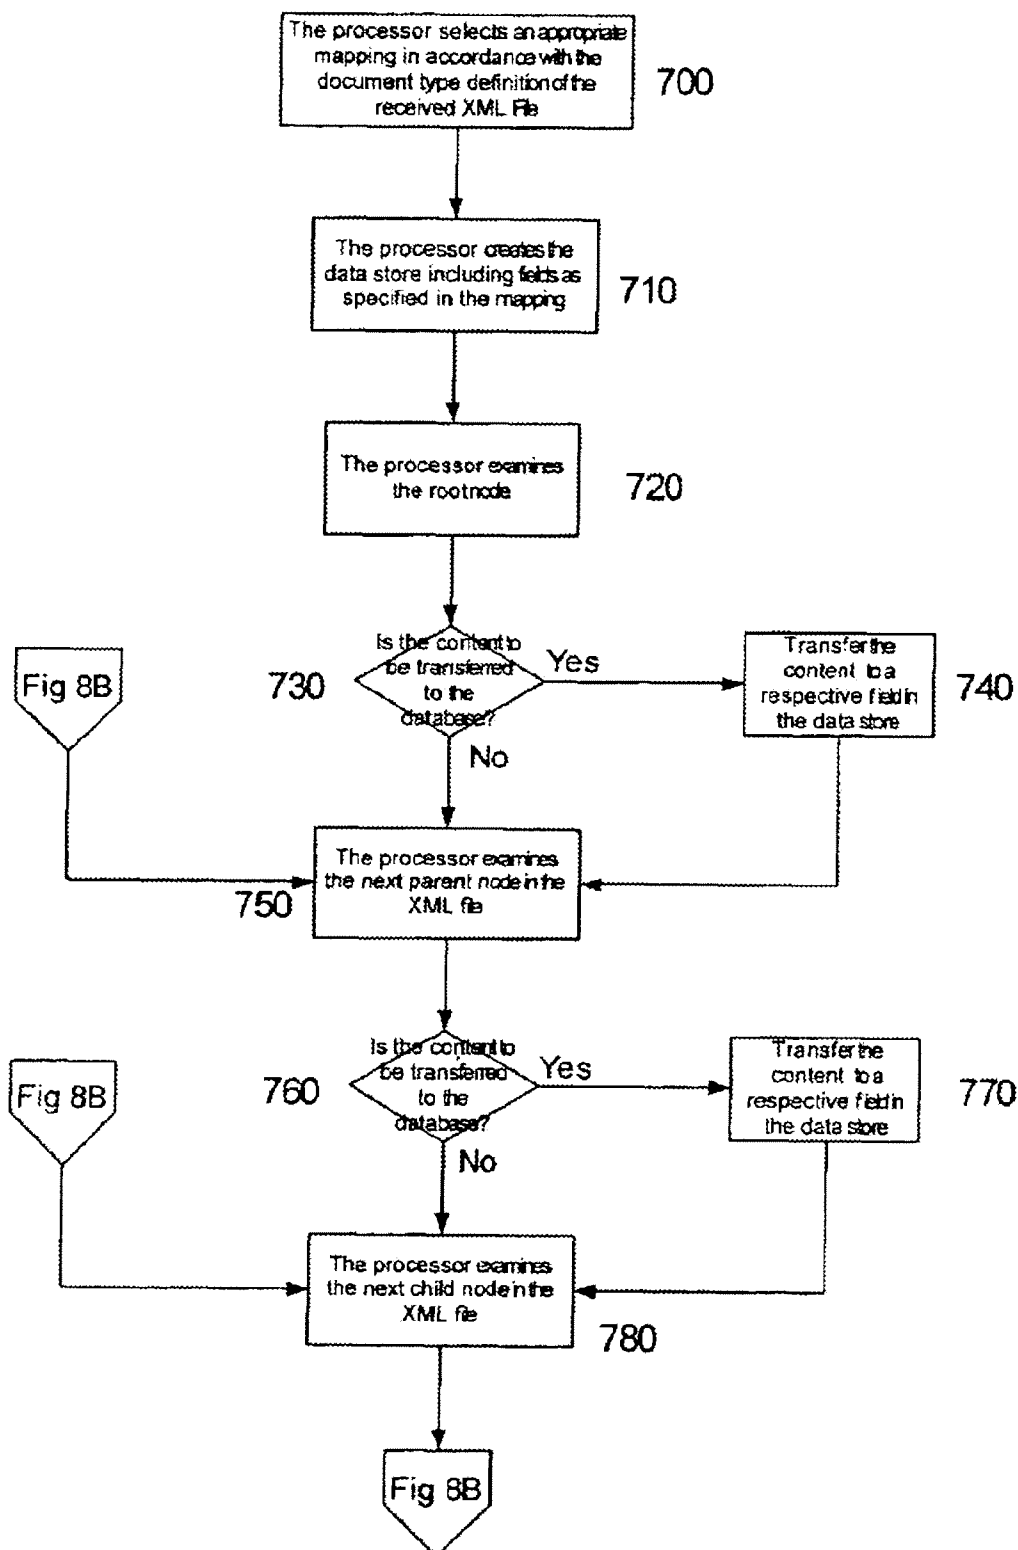 The processor selects an appropriate
mapping in accordance with the
document type definition of the
received XML File
700
The processor creates the
data store including fields as
specified in the mapping
710
The processor examines
the root node
720
Is the content to
be transferred
to the
database?
730
Yes
No
Transfer the
content to a
respective field in
the data store
740
Fig 8B
The processor examines
the next parent node in the
XML file
750
Is the content to
be transferred
to the
database?
760
Yes
No
Transfer the
content to a
respective field in
the data store
770
Fig 8B
The processor examines
the next child node in the
XML file
780
Fig 8B